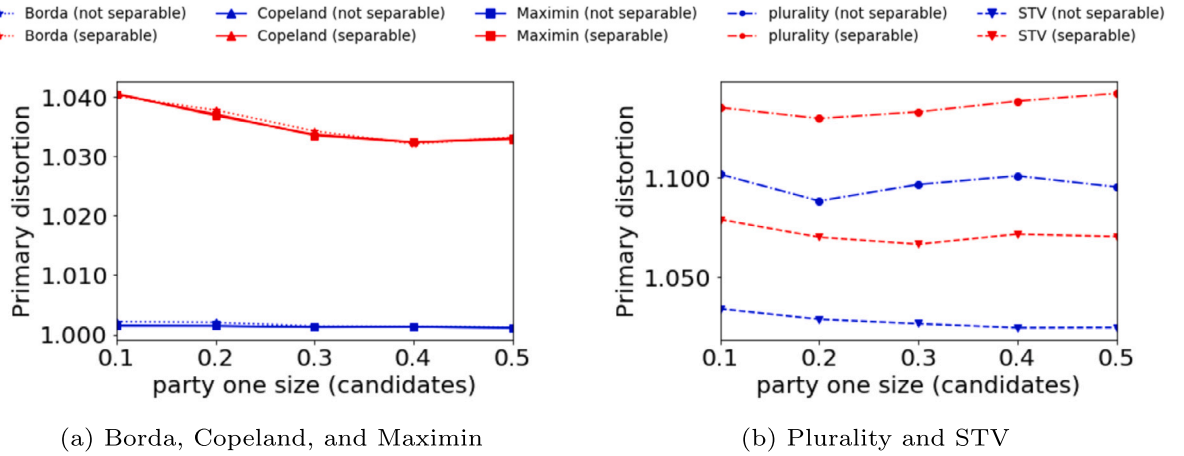 Borda (not separable) Copeland (not separable) Maximin (not separable) plurality (not separable) STV (not separable)
Borda (separable) Copeland (separable) Maximin (separable) plurality (separable) STV (separable)
Primary distortion
1.040
1.030
1.020
1.010
1.000
0.1 0.2 0.3 0.4 0.5
party one size (candidates)
(a) Borda, Copeland, and Maximin
Primary distortion
1.100
1.050
0.1 0.2 0.3 0.4 0.5
party one size (candidates)
(b) Plurality and STV